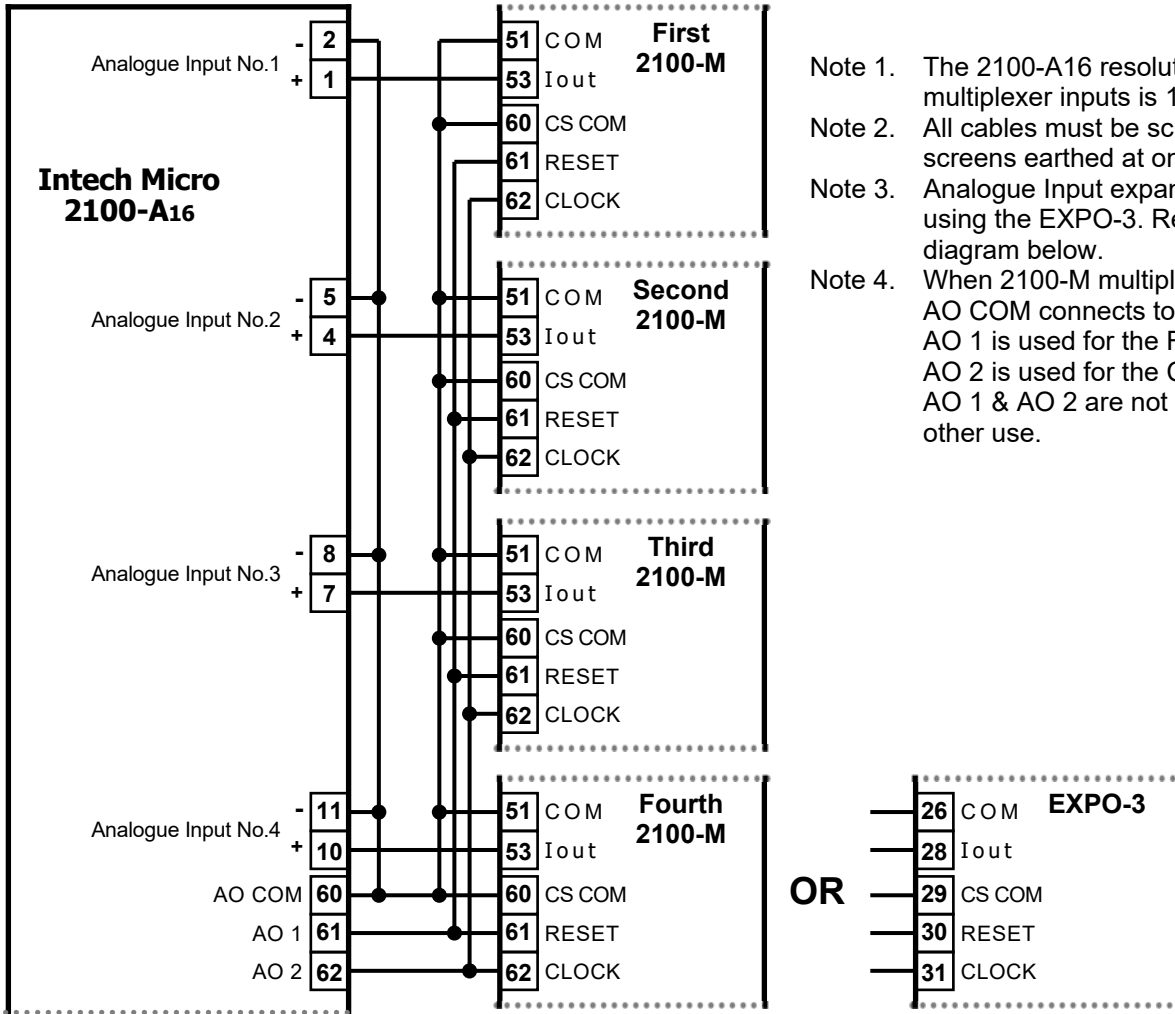 Analogue Input No.1
- 2
+ 1
Intech Micro
2100-A16
Analogue Input No.2
- 5
+ 4
Analogue Input No.3
- 8
+ 7
Analogue Input No.4
- 11
+ 10
AO COM 60
AO 1 61
AO 2 62
First
2100-M
51 COM
53 Iout
60 CS COM
61 RESET
62 CLOCK
Second
2100-M
51 COM
53 Iout
60 CS COM
61 RESET
62 CLOCK
Third
2100-M
51 COM
53 Iout
60 CS COM
61 RESET
62 CLOCK
Fourth
2100-M
51 COM
53 Iout
60 CS COM
61 RESET
62 CLOCK
OR
EXPO-3
26 COM
28 Iout
29 CS COM
30 RESET
31 CLOCK
Note 1. The 2100-A16
multiplexer inputs is
Note 2. All cables must be
screens earthed at
Note 3. Analogue Input
using the EXPO-3.
diagram below.
Note 4. When 2100-M
AO COM connects to
AO 1 is used for the
AO 2 is used for the
AO 1 & AO 2 are not
other use.